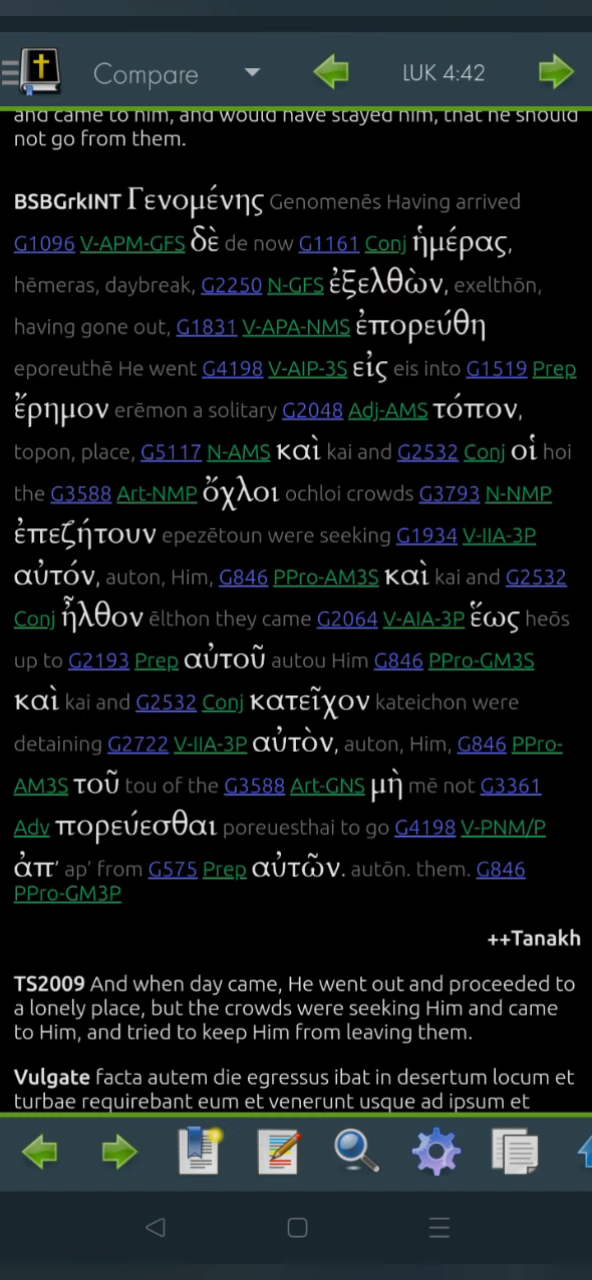 Compare
LUK 4:42
and came to him, and would have stayed him, that he should
not go from them.
BSBGrkINT Γενομένης Genomenēs Having arrived
G1096 V-APM-GFS δὲ de now G1161 Conj ἡμέρας,
hēmeras, daybreak, G2250 N-GFS ἐξελθὼν, exelthōn,
having gone out, G1831 V-APA-NMS ἐπορεύθη
eporeuthē He went G4198 V-AIP-3S εἰς eis into G1519 Prep
ἔρημον erēmon a solitary G2048 Adj-AMS τόπον,
topon, place, G5117 N-AMS καὶ kai and G2532 Conj οἱ hoi
the G3588 Art-NMP ὄχλοι ochloi crowds G3793 N-NMP
ἐπεζήτουν epezētoun were seeking G1934 V-IIA-3P
αὐτόν, auton, Him, G846 PPro-AM3S καὶ kai and G2532
Conj ἦλθον ēlthon they came G2064 V-AIA-3P ἕως heōs
up to G2193 Prep αὐτοῦ autou Him G846 PPro-GM3S
καὶ kai and G2532 Conj κατεῖχον kateichon were
detaining G2722 V-IIA-3P αὐτὸν, auton, Him, G846 PPro-
AM3S τοῦ tou of the G3588 Art-GNS μὴ mē not G3361
Adv πορεύεσθαι poreuesthai to go G4198 V-PNM/P
ἀπ’ ap’ from G575 Prep αὐτῶν. autōn. them. G846
PPro-GM3P
++Tanakh
TS2009 And when day came, He went out and proceeded to
a lonely place, but the crowds were seeking Him and came
to Him, and tried to keep Him from leaving them.
Vulgate facta autem die egressus ibat in desertum locum et
turbae requirebant eum et venerunt usque ad ipsum et